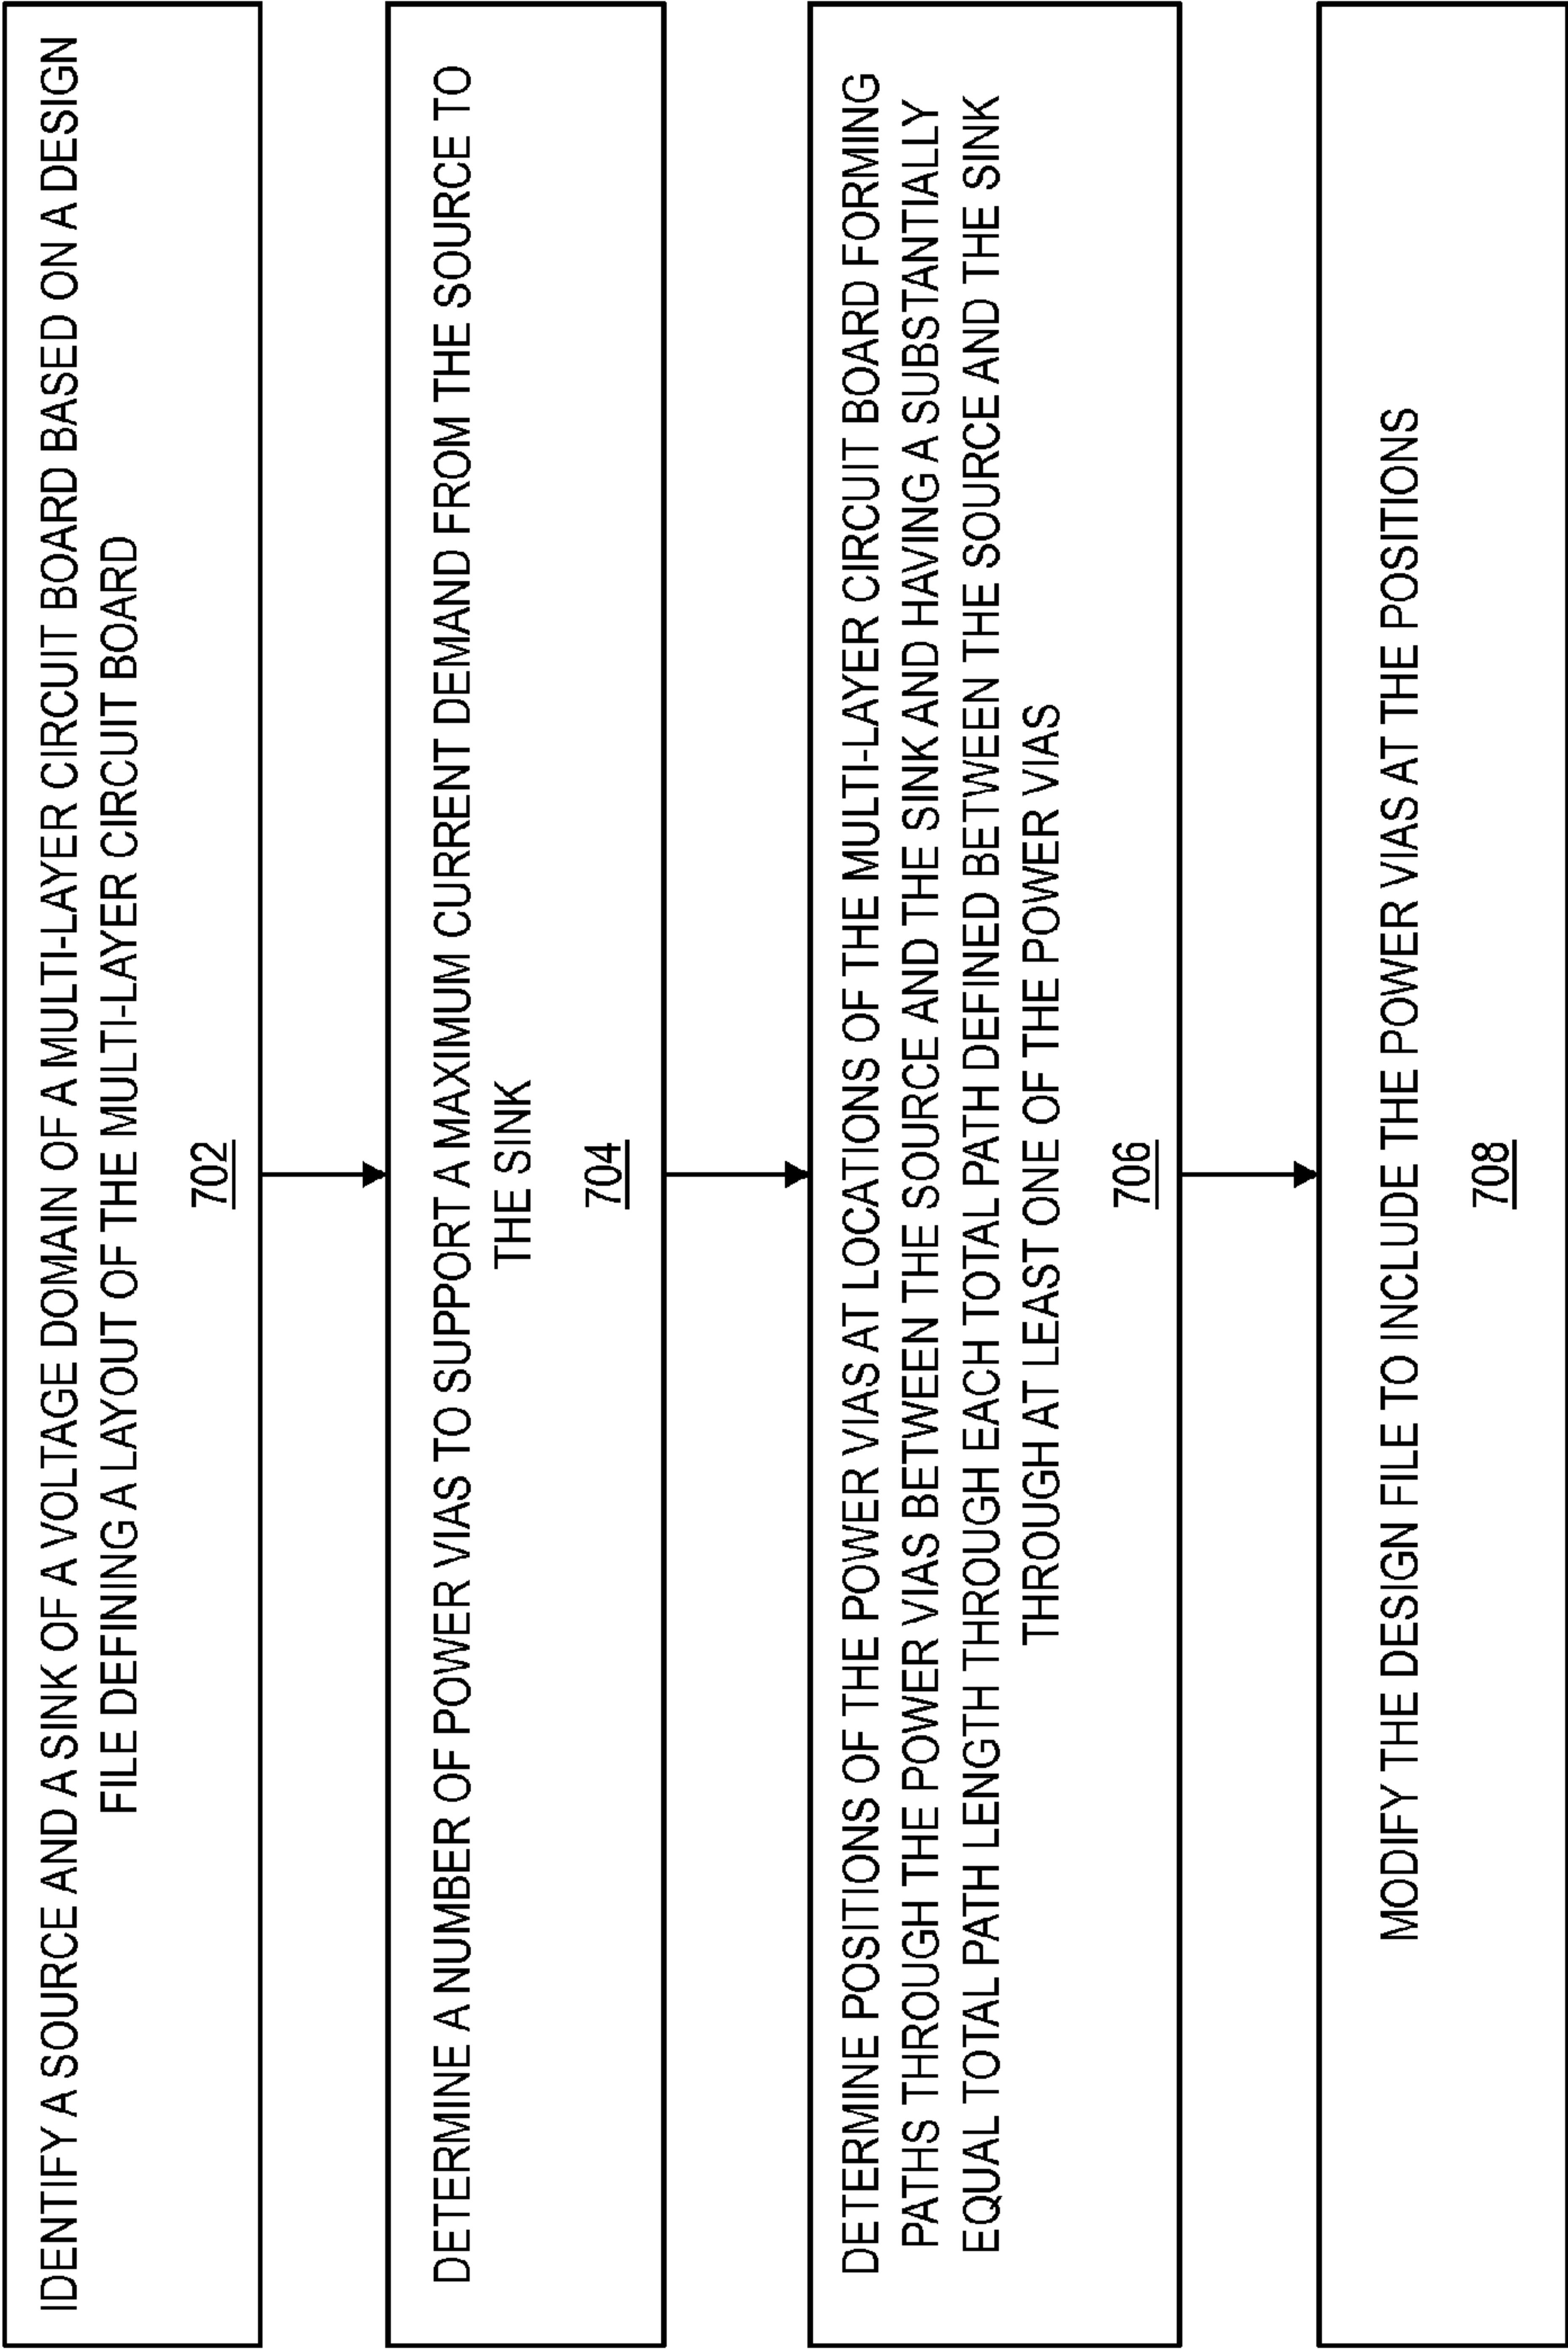 IDENTIFY A SOURCE AND A SINK OF A VOLTAGE DOMAIN OF A MULTI-LAYER CIRCUIT BOARD BASED ON A DESIGN
FILE DEFINING A LAYOUT OF THE MULTI-LAYER CIRCUIT BOARD
702
DETERMINE A NUMBER OF POWER VIAS TO SUPPORT A MAXIMUM CURRENT DEMAND FROM THE SOURCE TO
THE SINK
704
DETERMINE POSITIONS OF THE POWER VIAS AT LOCATIONS OF THE MULTI-LAYER CIRCUIT BOARD FORMING
PATHS THROUGH THE POWER VIAS BETWEEN THE SOURCE AND THE SINK AND HAVING A SUBSTANTIALLY
EQUAL TOTAL PATH LENGTH THROUGH EACH TOTAL PATH DEFINED BETWEEN THE SOURCE AND THE SINK
THROUGH AT LEAST ONE OF THE POWER VIAS
706
MODIFY THE DESIGN FILE TO INCLUDE THE POWER VIAS AT THE POSITIONS
708